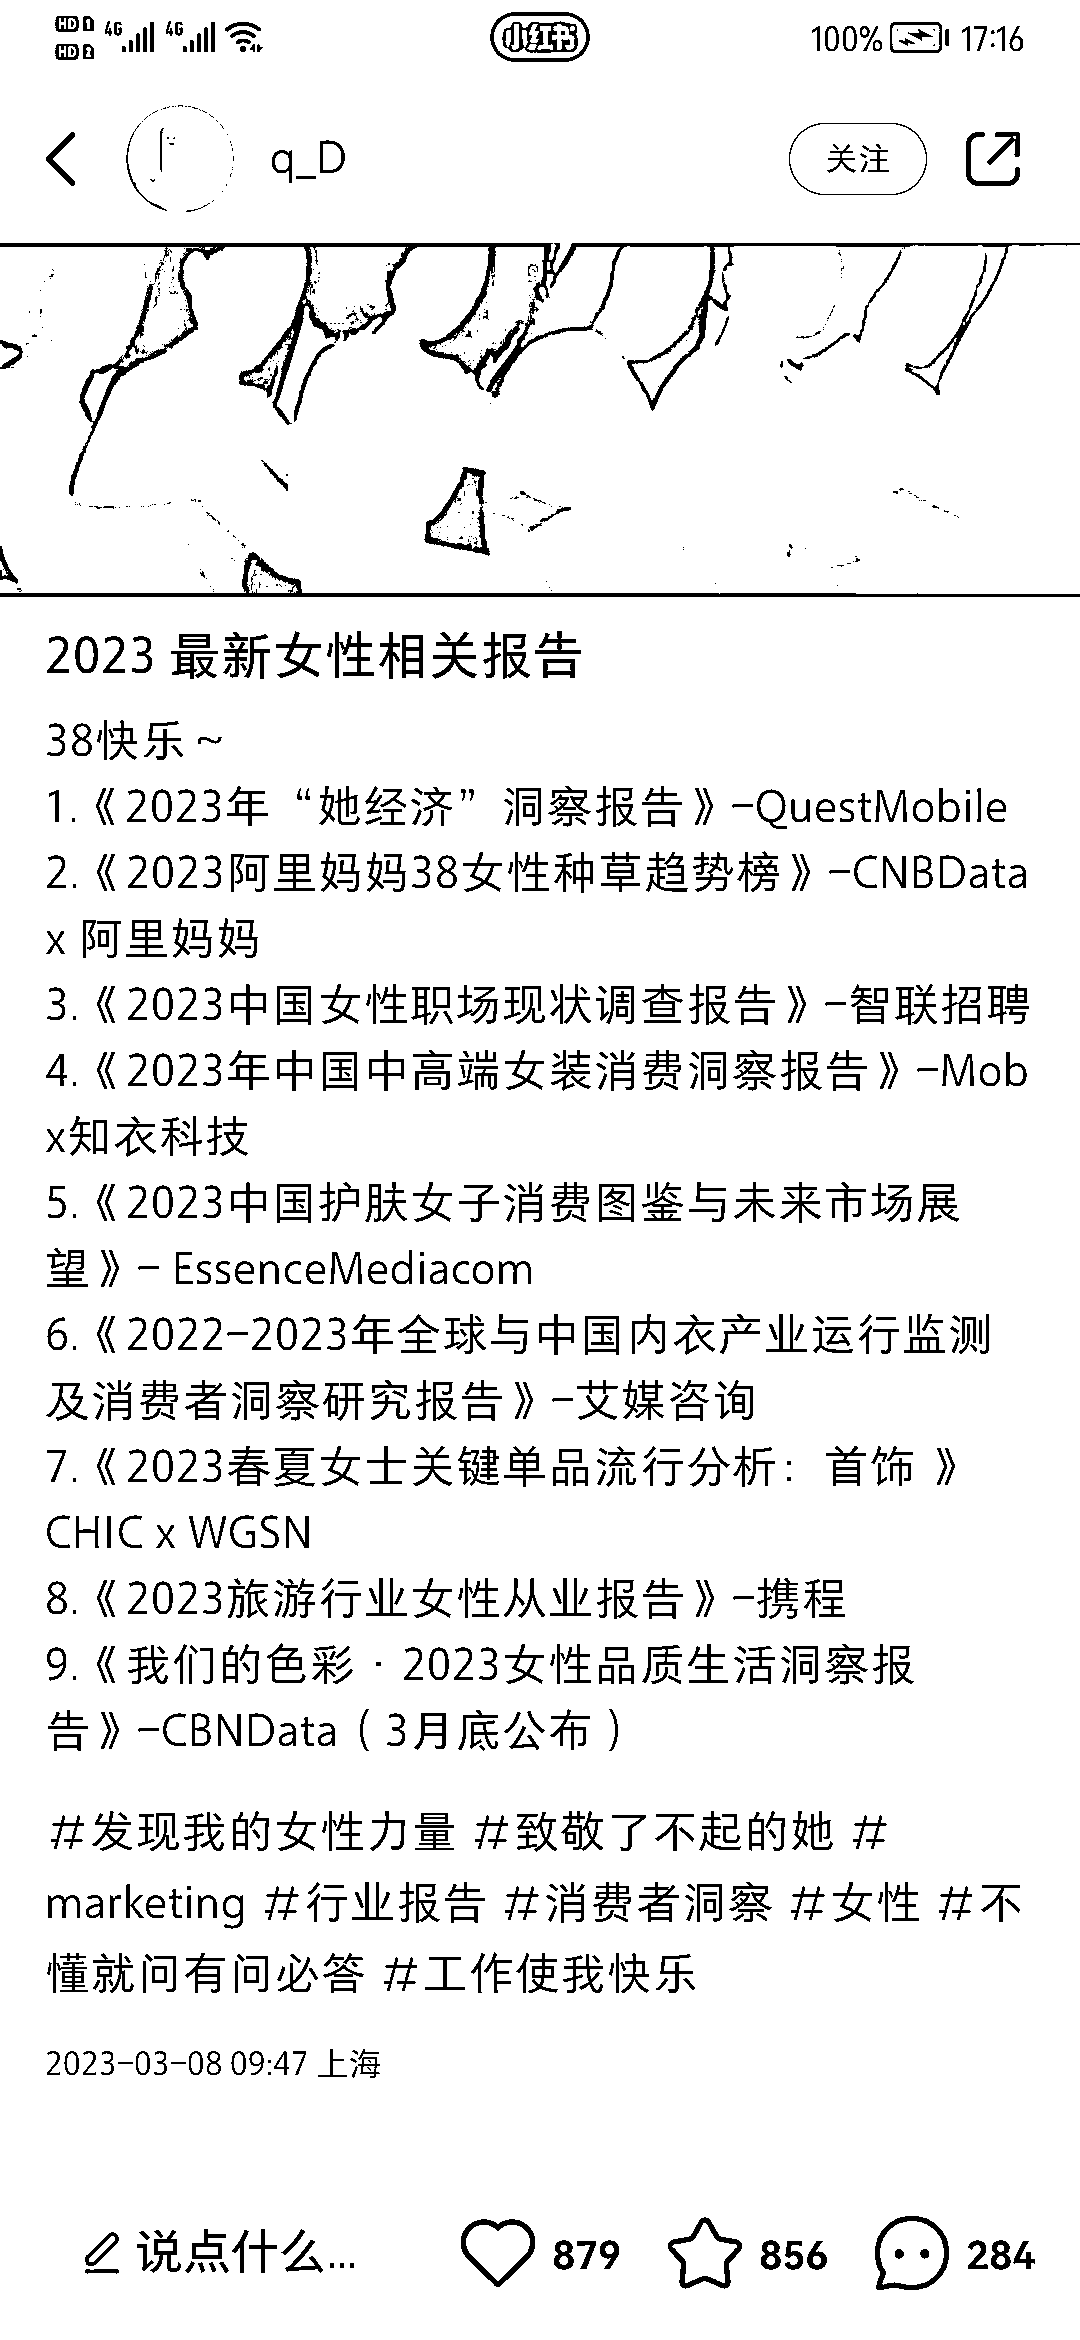 HD 1 4G 4G 小红书 100% 17:16
HD 2
q_D 关注
2023 最新女性相关报告
38快乐～
1.《2023年“她经济”洞察报告》-QuestMobile
2.《2023阿里妈妈38女性种草趋势榜》-CNBData
x 阿里妈妈
3.《2023中国女性职场现状调查报告》-智联招聘
4.《2023年中国中高端女装消费洞察报告》-Mob
x知衣科技
5.《2023中国护肤女子消费图鉴与未来市场展
望》- EssenceMediacom
6.《2022-2023年全球与中国内衣产业运行监测
及消费者洞察研究报告》-艾媒咨询
7.《2023春夏女士关键单品流行分析：首饰 》
CHIC x WGSN
8.《2023旅游行业女性从业报告》-携程
9.《我们的色彩 · 2023女性品质生活洞察报
告》-CBNData（3月底公布）
#发现我的女性力量 #致敬了不起的她 #
marketing #行业报告 #消费者洞察 #女性 #不
懂就问有问必答 #工作使我快乐
2023-03-08 09:47 上海
说点什么... 879 856 284